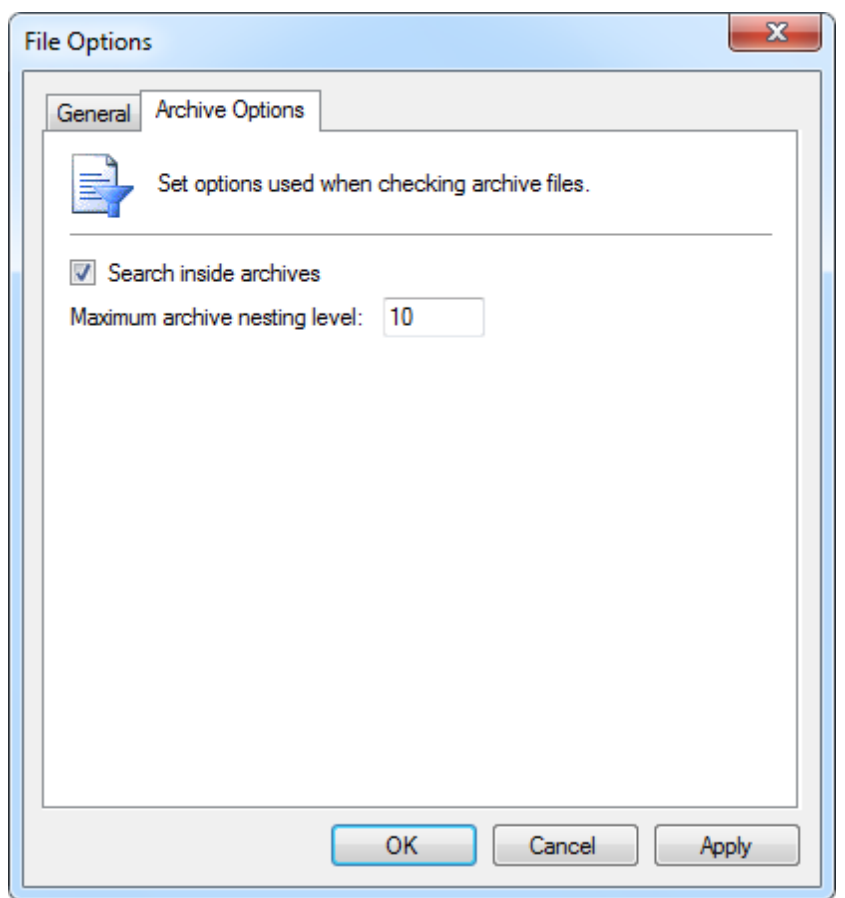 File Options
General
Archive Options
Set options used when checking archive files.
Search inside archives
Maximum archive nesting level: 10
OK
Cancel
Apply